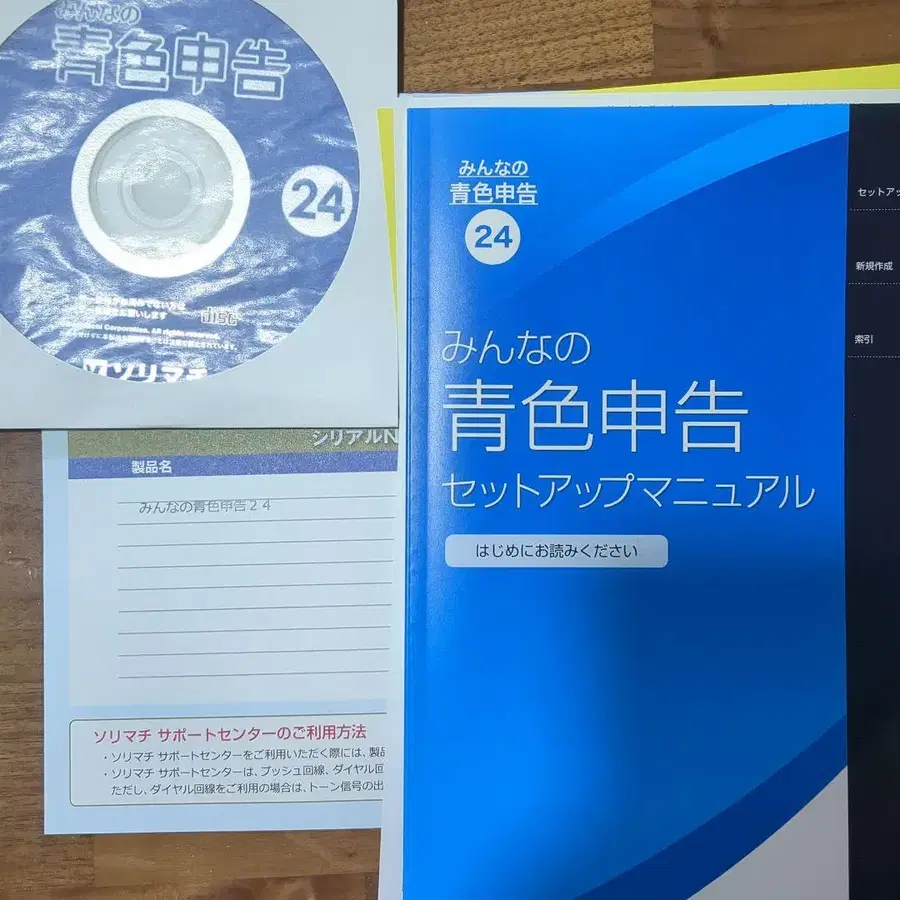 みんなの
青色申告
24
disc
Corporation, All rights reserved.
ソリマチ
みんなの
青色申告
24
みんなの
青色申告
セットアップマニュアル
はじめにお読みください
セットアッ
新規作成
索引
シリアルN
製品名
みんなの青色申告24
ソリマチ サポートセンターのご利用方法
・ソリマチ サポートセンターをご利用いただく際には、製品
・ソリマチ サポートセンターは、プッシュ回線、ダイヤル回
ただし、ダイヤル回線をご利用の場合は、トーン信号の出